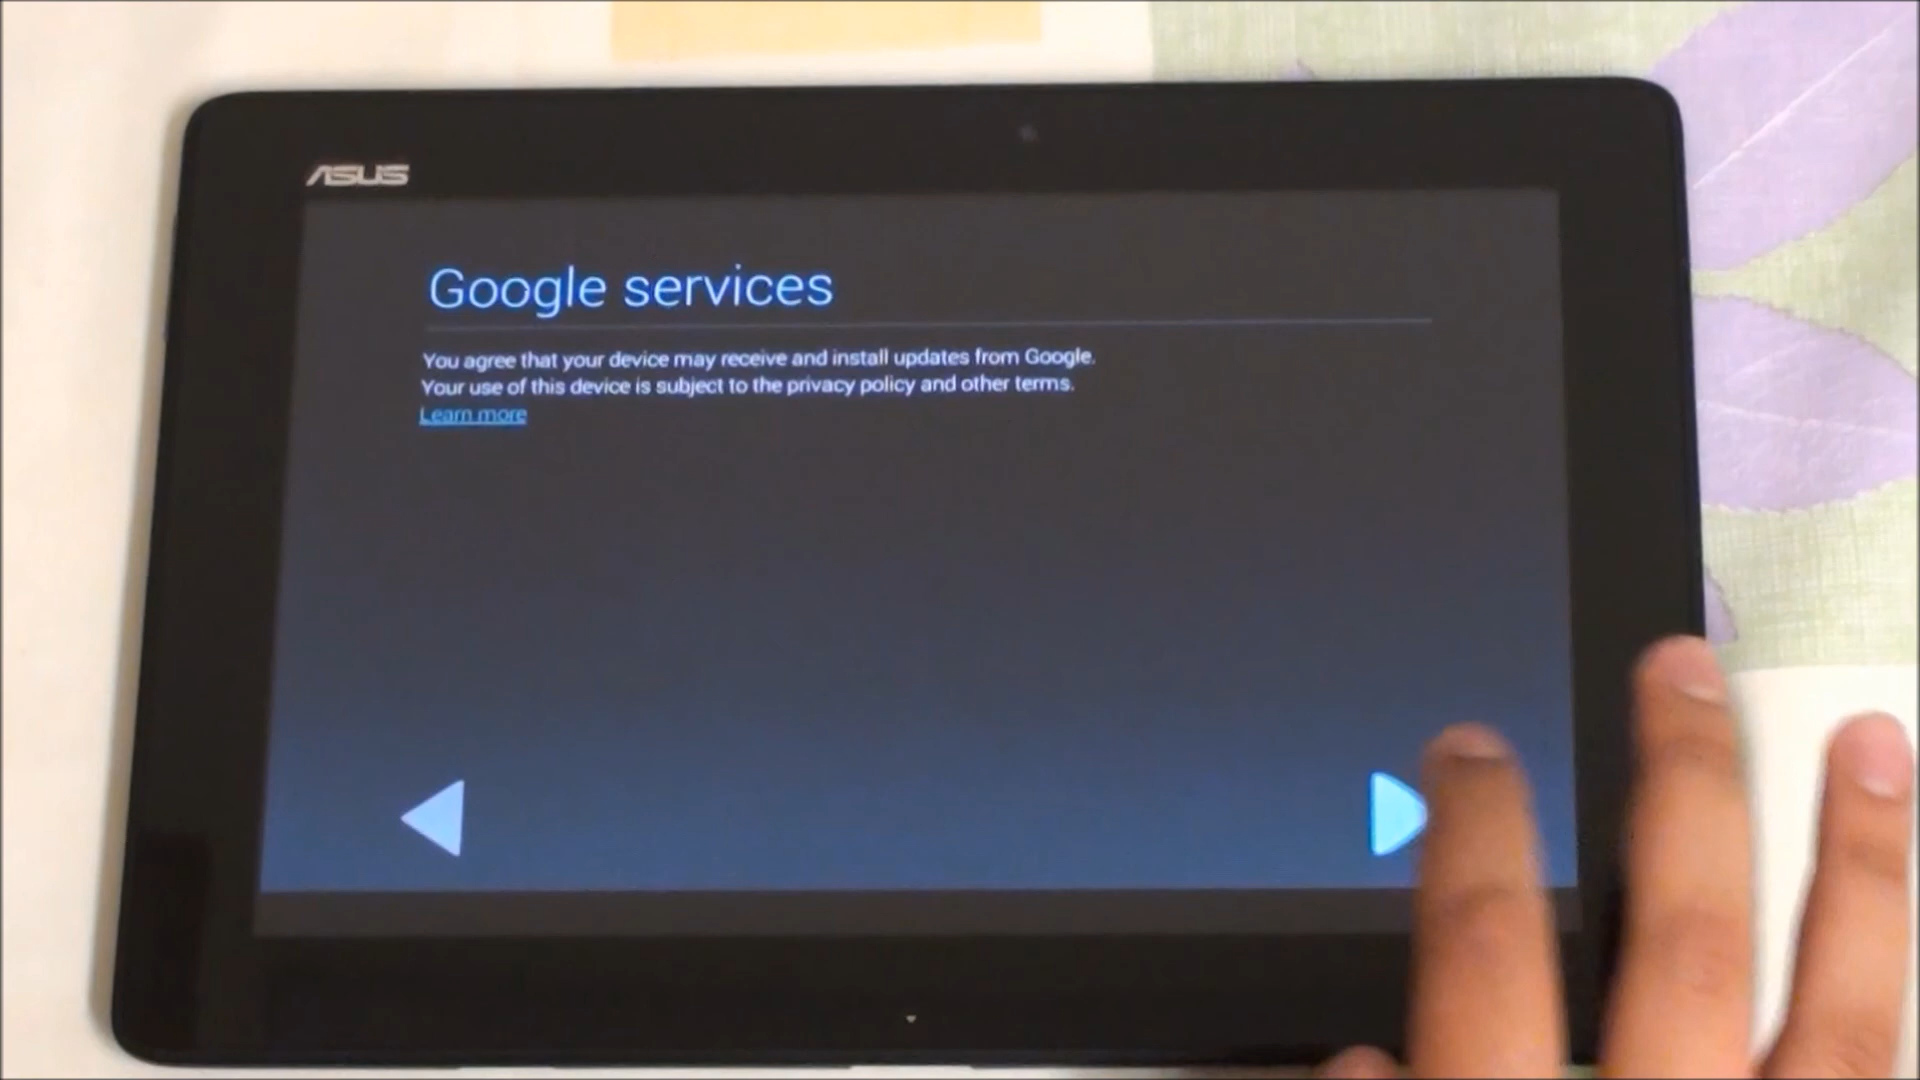 ASUS
Google services
You agree that your device may receive and install updates from Google.
Your use of this device is subject to the privacy policy and other terms.
Learn more